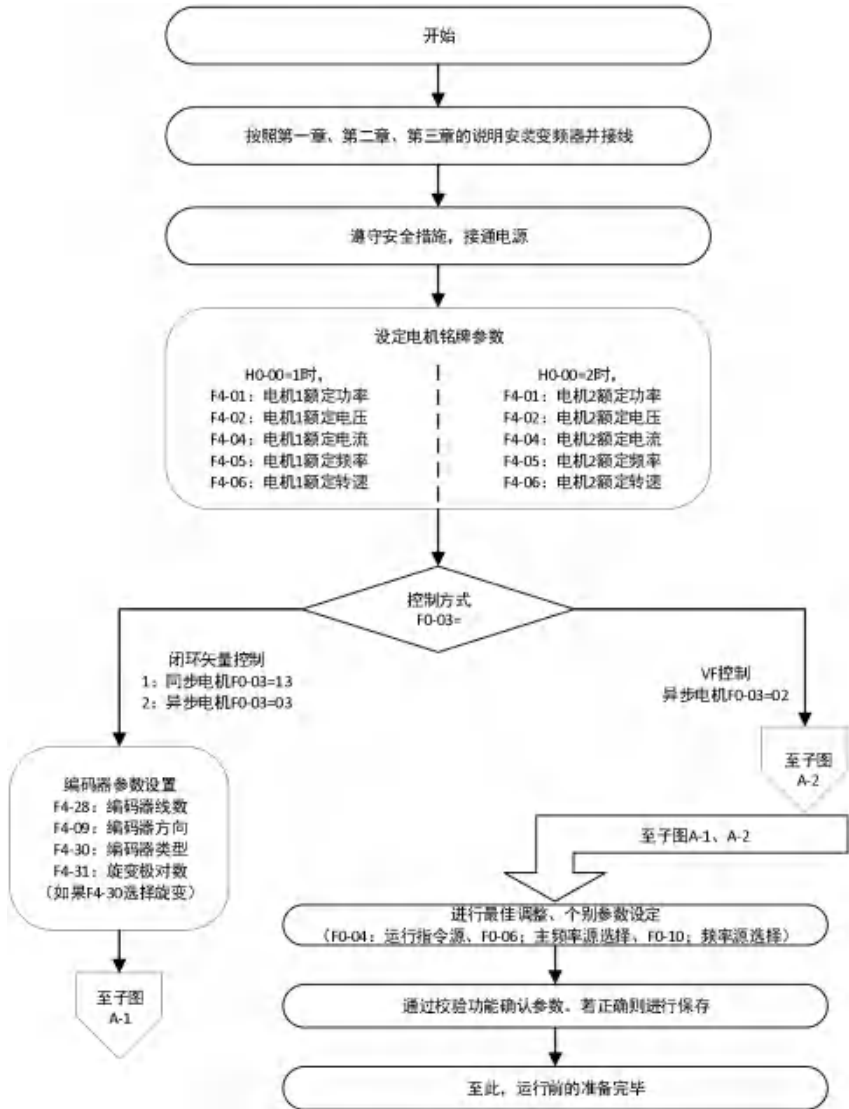 开始
按照第一章、第二章、第三章的说明安装变频器并接线
遵守安全措施，接通电源
设定电机铭牌参数
H0-00=1时，
F4-01：电机1额定功率
F4-02：电机1额定电压
F4-04：电机1额定电流
F4-05：电机1额定频率
F4-06：电机1额定转速
H0-00=2时，
F4-01：电机2额定功率
F4-02：电机2额定电压
F4-04：电机2额定电流
F4-05：电机2额定频率
F4-06：电机2额定转速
控制方式
F0-03=
闭环矢量控制
1：同步电机F0-03=13
2：异步电机F0-03=03
VF控制
异步电机F0-03=02
编码器参数设置
F4-28：编码器线数
F4-09：编码器方向
F4-30：编码器类型
F4-31：旋变极对数
（如果F4-30选择旋变）
至子图
A-1
至子图
A-2
至子图A-1、A-2
进行最佳调整、个别参数设定
（F0-04：运行指令源、F0-06；主频率源选择、F0-10；频率源选择）
通过校验功能确认参数、若正确则进行保存
至此，运行前的准备完毕